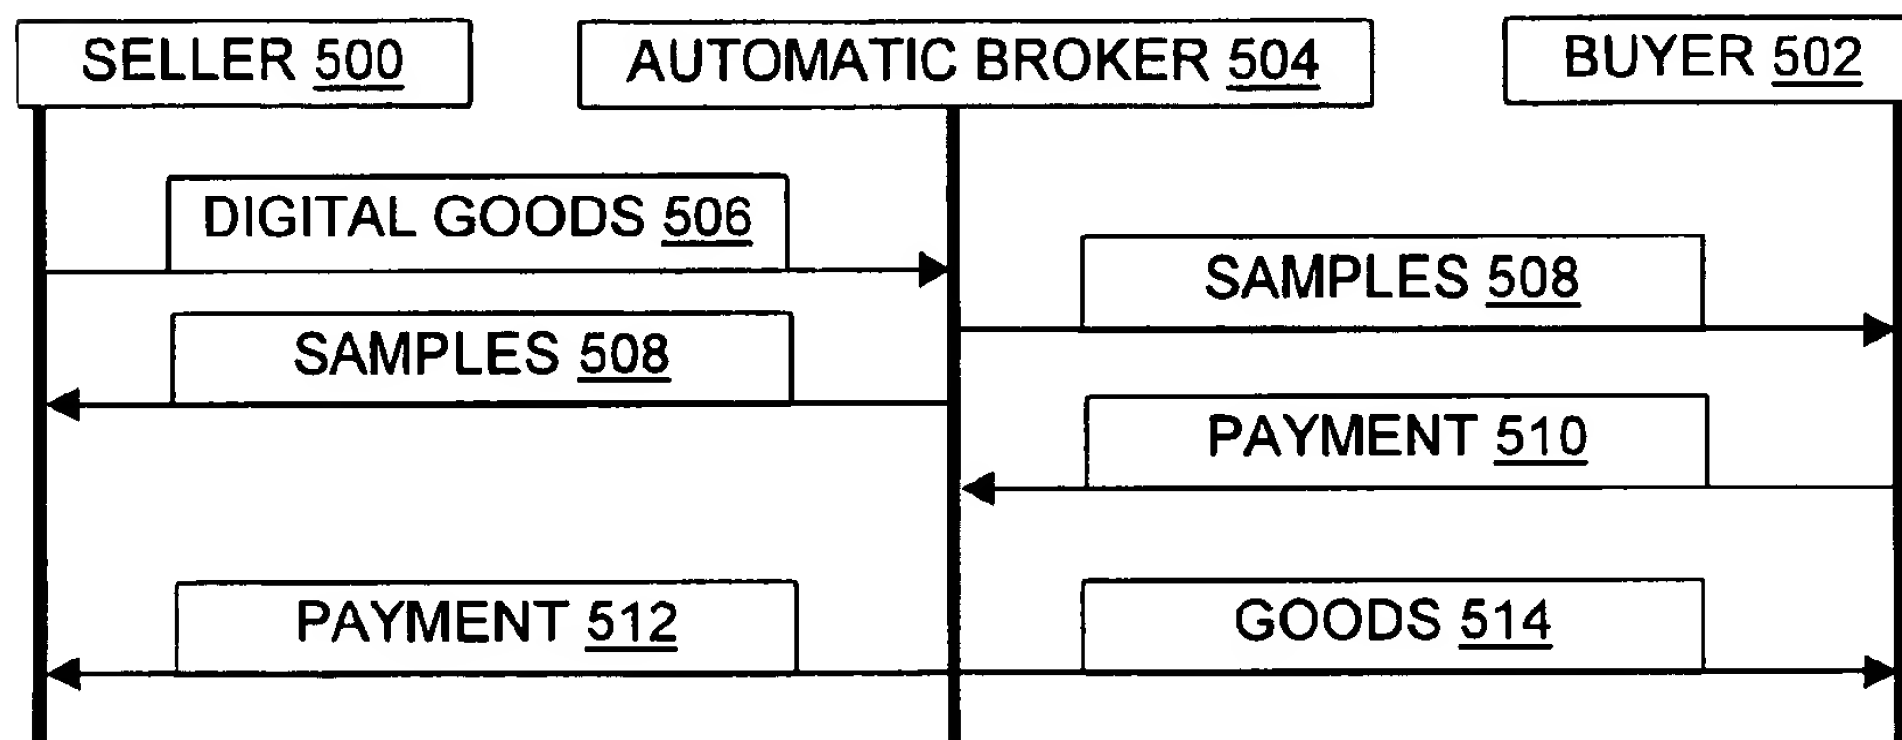 SELLER 500
AUTOMATIC BROKER 504
BUYER 502
DIGITAL GOODS 506
SAMPLES 508
SAMPLES 508
PAYMENT 510
PAYMENT 512
GOODS 514